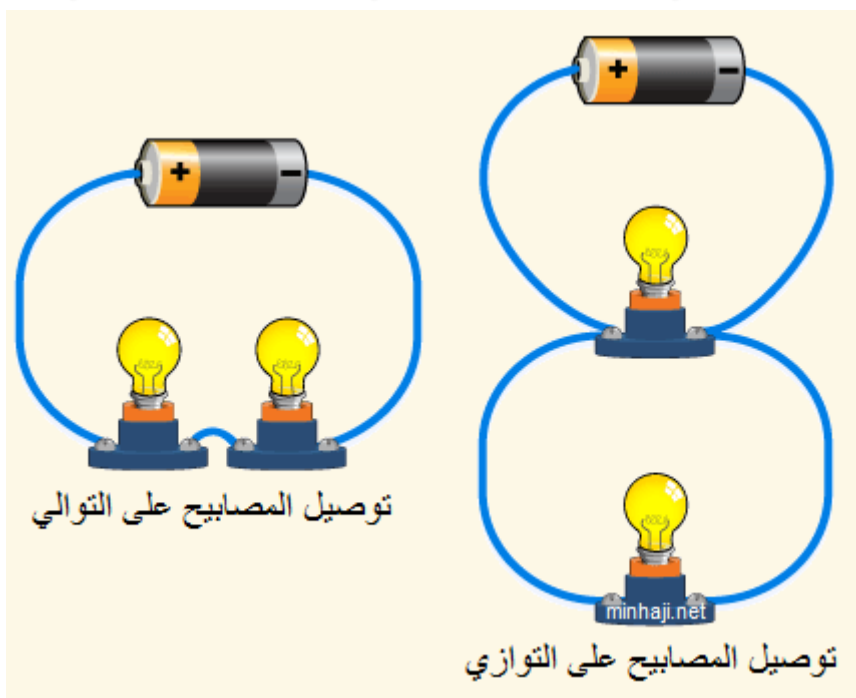 +
−
+
−
توصيل المصابيح على التوالي
minhaji.net
توصيل المصابيح على التوازي